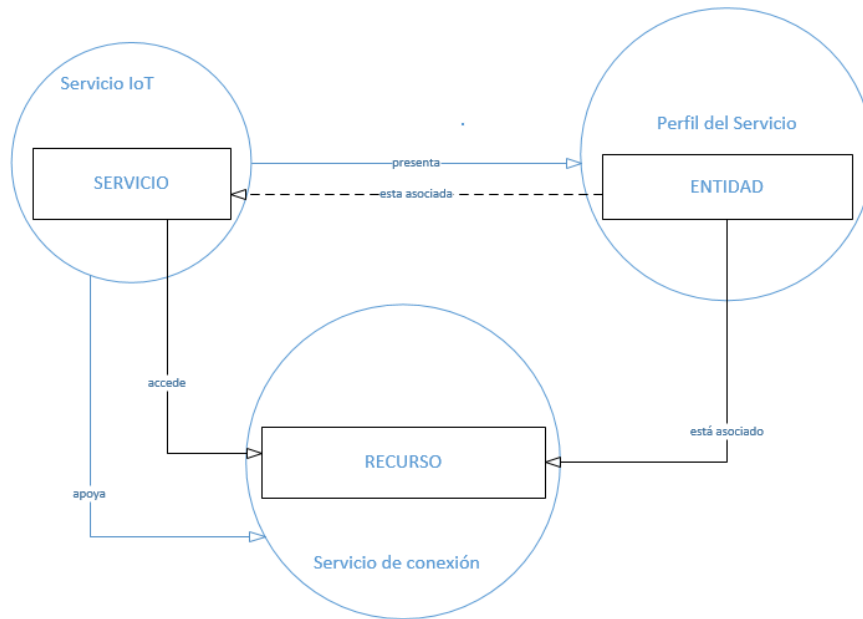 Servicio IoT
Perfil del Servicio
presenta
SERVICIO
esta asociada
ENTIDAD
accede
está asociado
RECURSO
apoya
Servicio de conexión